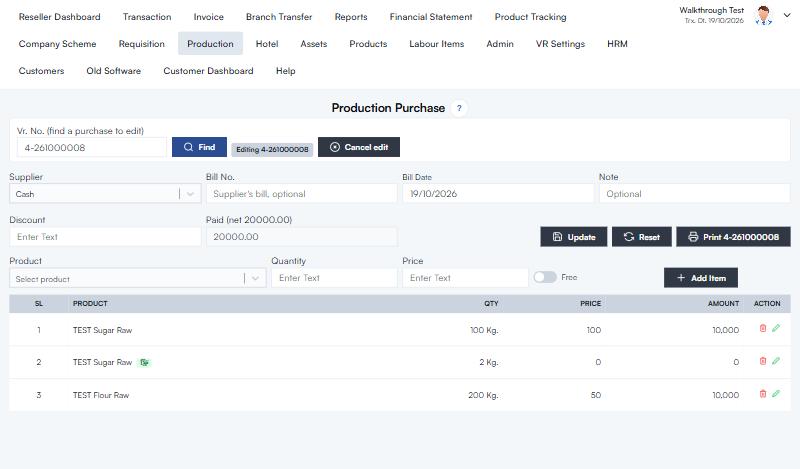 Reseller Dashboard Transaction Invoice Branch Transfer Reports Financial Statement Product Tracking
Walkthrough Test
Trx. Dt. 19/10/2026
Company Scheme Requisition Production Hotel Assets Products Labour Items Admin VR Settings HRM
Customers Old Software Customer Dashboard Help
Production Purchase ?
Vr. No. (find a purchase to edit)
4-261000008 Find Editing 4-261000008 Cancel edit
Supplier Bill No. Bill Date Note
Cash Supplier's bill, optional 19/10/2026 Optional
Discount Paid (net 20000.00)
Enter Text 20000.00 Update Reset Print 4-261000008
Product Quantity Price
Select product Enter Text Enter Text Free + Add Item
SL PRODUCT QTY PRICE AMOUNT ACTION
1 TEST Sugar Raw 100 Kg. 100 10,000
2 TEST Sugar Raw 2 Kg. 0 0
3 TEST Flour Raw 200 Kg. 50 10,000